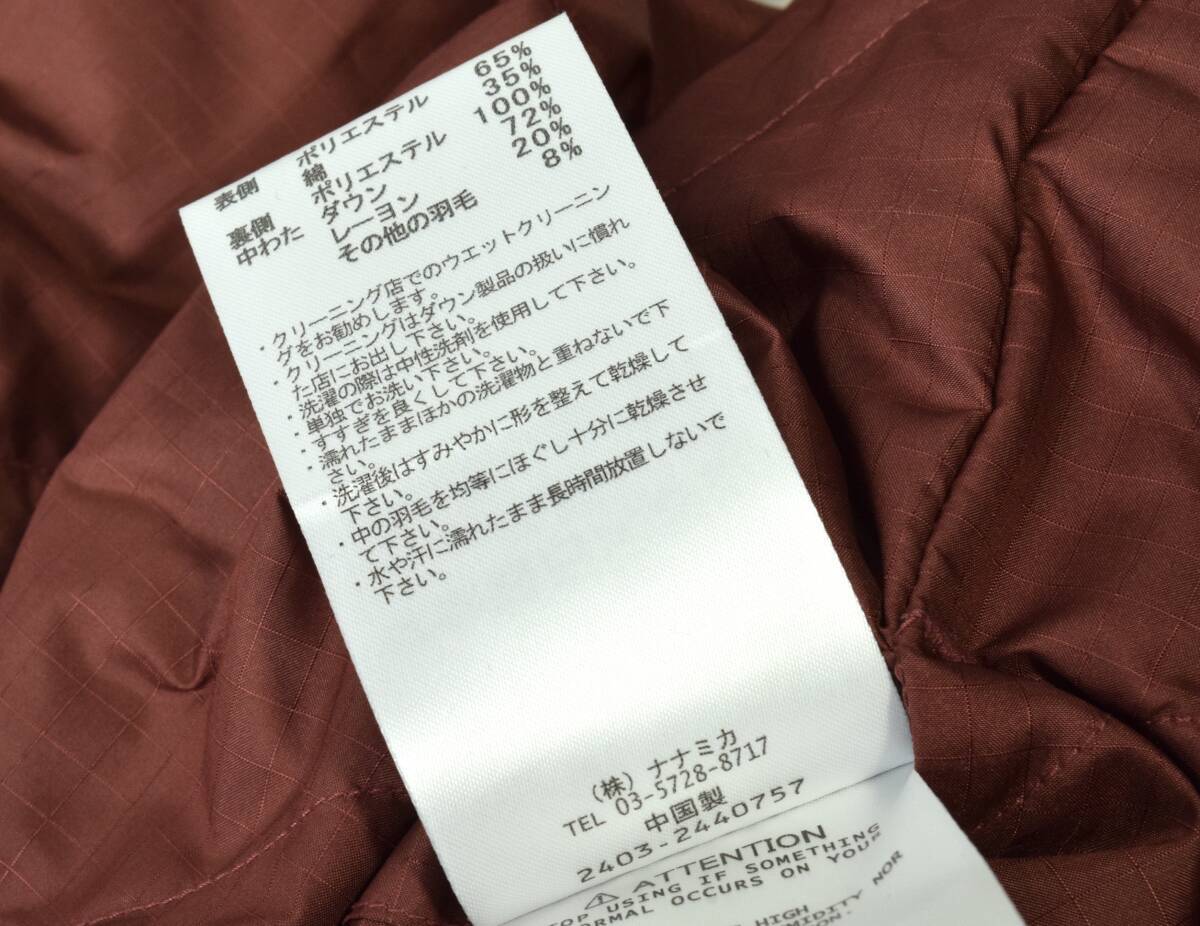 表側 ポリエステル 65%
綿 35%
裏側 ポリエステル 100%
中わた ダウン 72%
レーヨン 20%
その他の羽毛 8%
・クリーニング店でのウエットクリーニン
グをお勧めします。
・クリーニングはダウン製品の扱いに慣れ
た店にお出し下さい。
・洗濯の際は中性洗剤を使用して下さい。
・単独でお洗い下さい。
・すすぎを良くして下さい。
・濡れたままほかの洗濯物と重ねないで下
さい。
・洗濯後はすみやかに形を整えて乾燥して
下さい。
・中の羽毛を均等にほぐし十分に乾燥させ
て下さい。
・水や汗に濡れたまま長時間放置しないで
下さい。
(株) ナナミカ
TEL 03-5728-8717
中国製
2403-2440757
⚠ ATTENTION
USING IF SOMETHING
OCCURS ON YOUR
HIGH
NOR